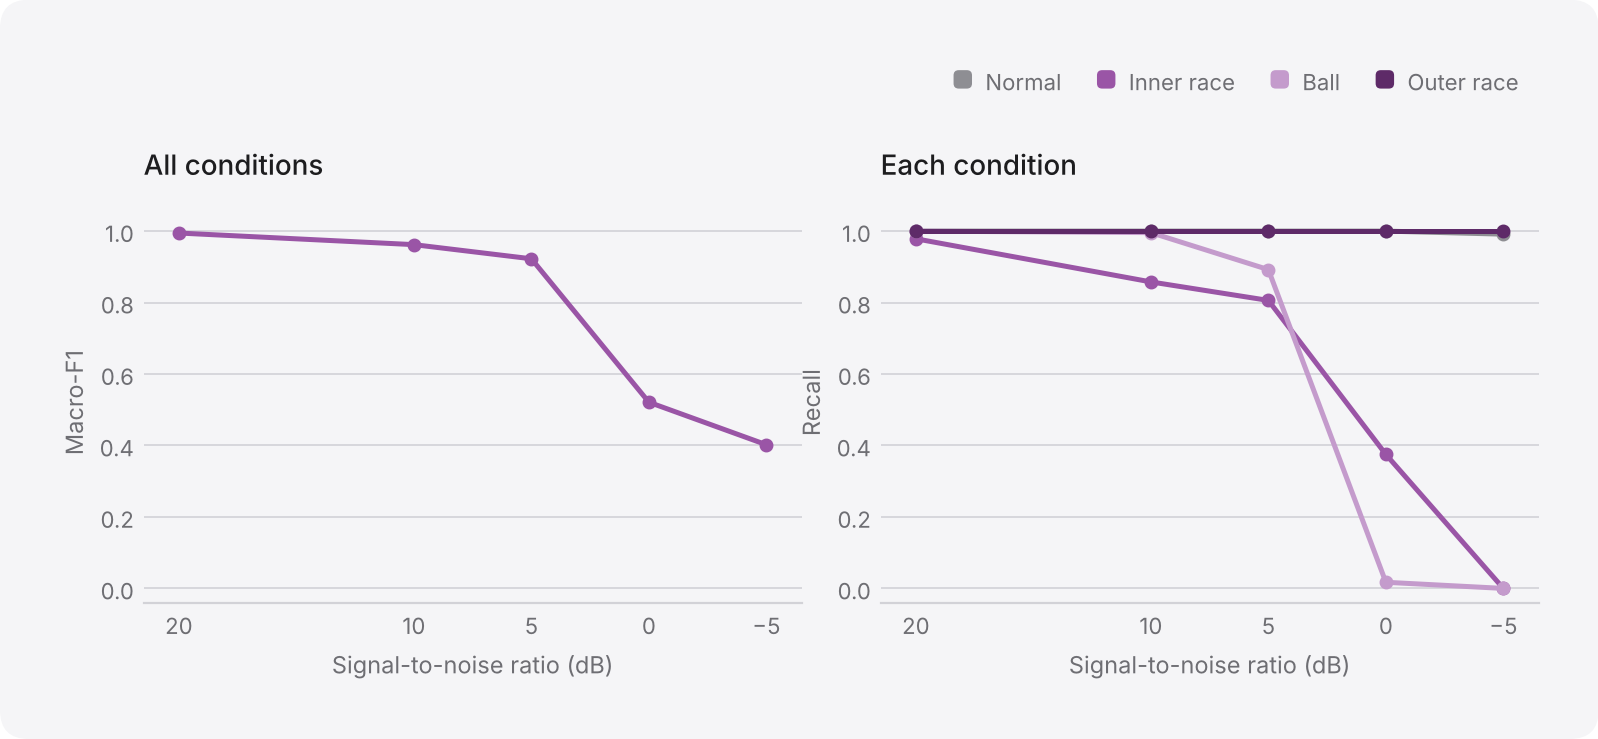 Normal Inner race Ball Outer race
All conditions
Macro-F1
1.0
0.8
0.6
0.4
0.2
0.0
20 10 5 0 −5
Signal-to-noise ratio (dB)
Each condition
Recall
1.0
0.8
0.6
0.4
0.2
0.0
20 10 5 0 −5
Signal-to-noise ratio (dB)